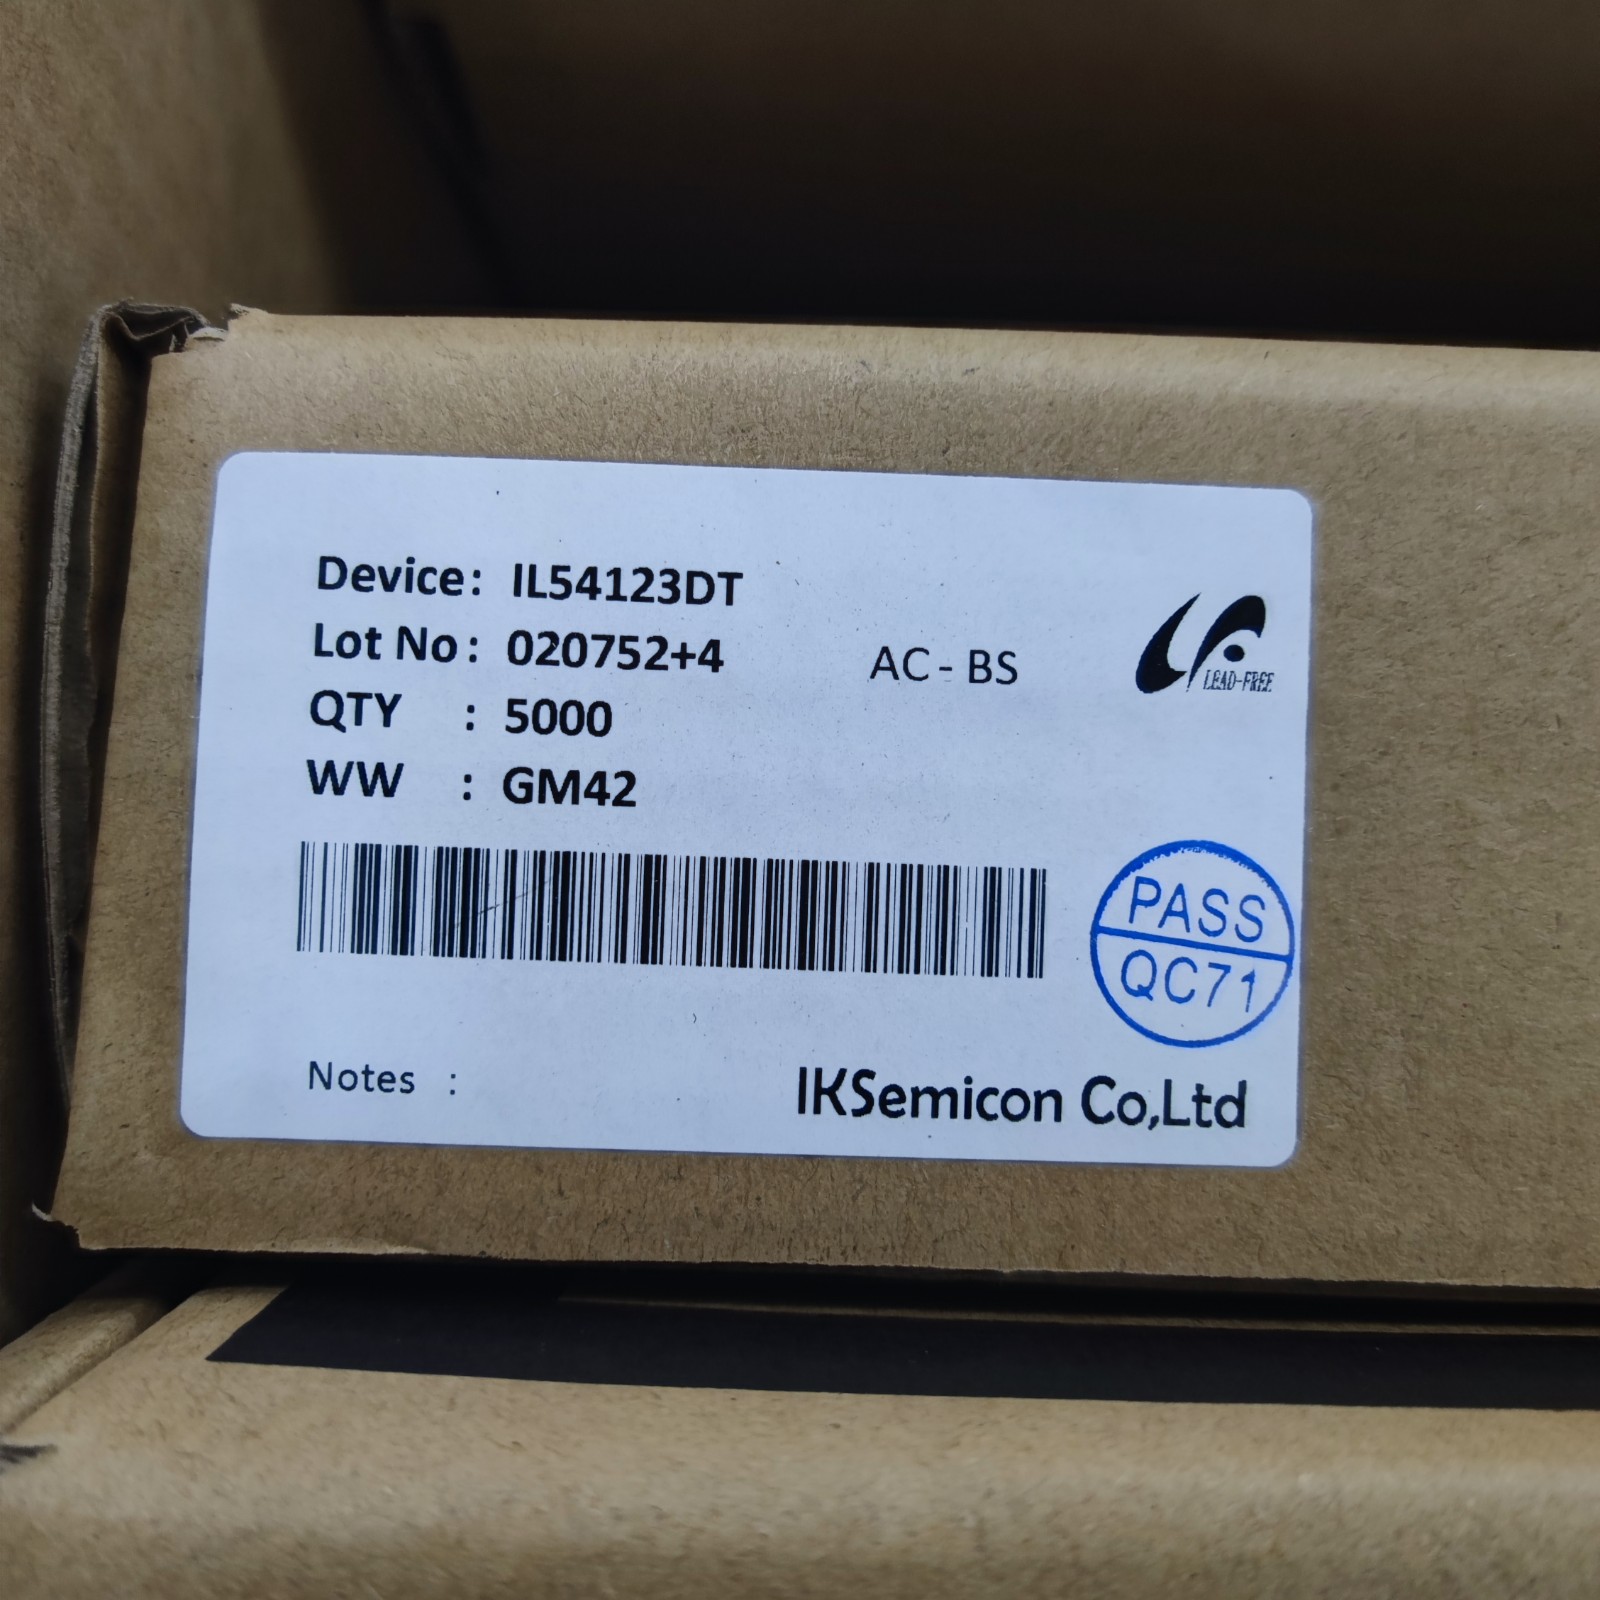 Device: IL54123DT
Lot No: 020752+4
AC-BS
LEAD-FREE
QTY : 5000
WW : GM42
PASS
QC71
Notes :
IKSemicon Co,Ltd